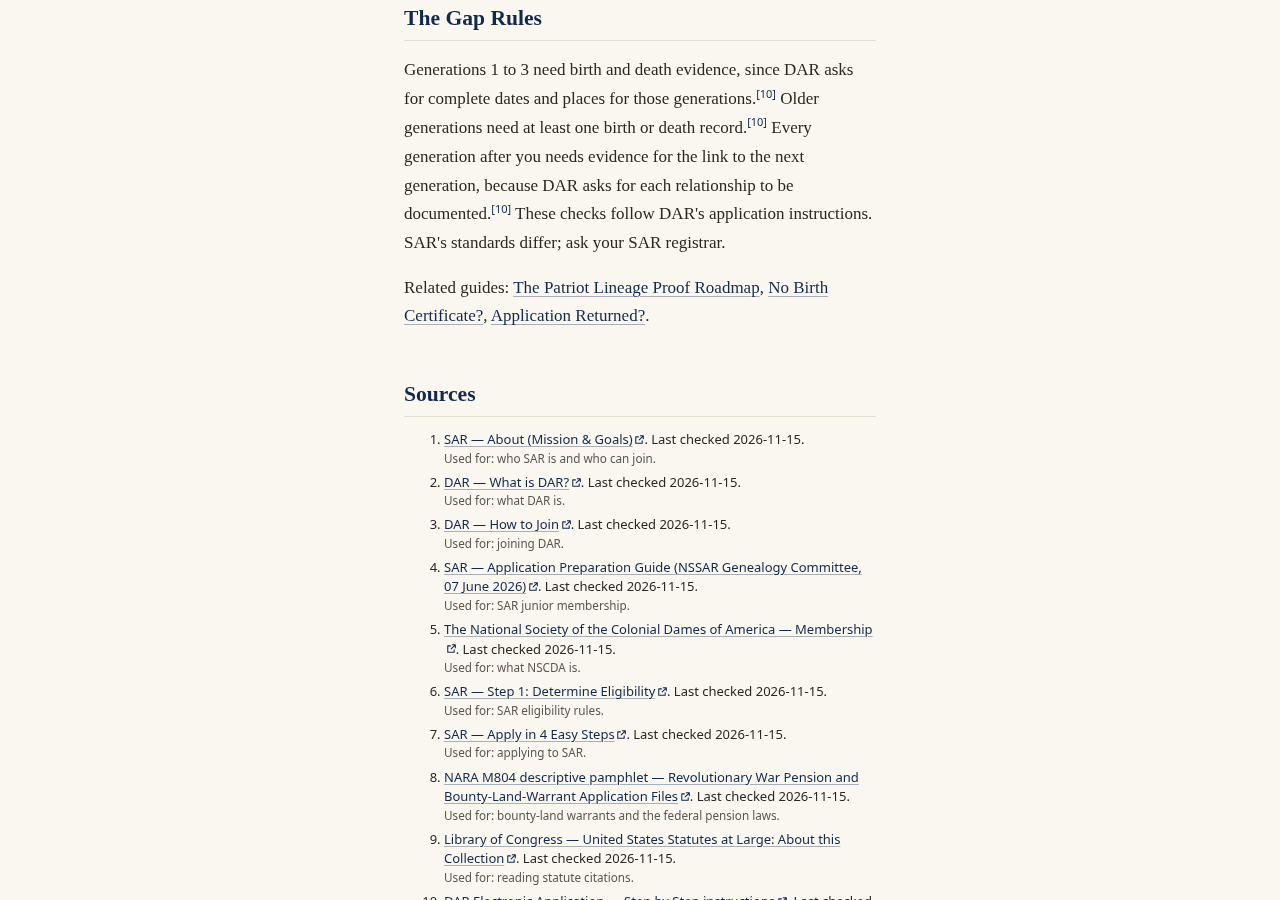 The Gap Rules
Generations 1 to 3 need birth and death evidence, since DAR asks
for complete dates and places for those generations.[10] Older
generations need at least one birth or death record.[10] Every
generation after you needs evidence for the link to the next
generation, because DAR asks for each relationship to be
documented.[10] These checks follow DAR's application instructions.
SAR's standards differ; ask your SAR registrar.
Related guides: The Patriot Lineage Proof Roadmap, No Birth
Certificate?, Application Returned?.
Sources
1. SAR — About (Mission & Goals). Last checked 2026-11-15.
Used for: who SAR is and who can join.
2. DAR — What is DAR?. Last checked 2026-11-15.
Used for: what DAR is.
3. DAR — How to Join. Last checked 2026-11-15.
Used for: joining DAR.
4. SAR — Application Preparation Guide (NSSAR Genealogy Committee,
07 June 2026). Last checked 2026-11-15.
Used for: SAR junior membership.
5. The National Society of the Colonial Dames of America — Membership
. Last checked 2026-11-15.
Used for: what NSCDA is.
6. SAR — Step 1: Determine Eligibility. Last checked 2026-11-15.
Used for: SAR eligibility rules.
7. SAR — Apply in 4 Easy Steps. Last checked 2026-11-15.
Used for: applying to SAR.
8. NARA M804 descriptive pamphlet — Revolutionary War Pension and
Bounty-Land-Warrant Application Files. Last checked 2026-11-15.
Used for: bounty-land warrants and the federal pension laws.
9. Library of Congress — United States Statutes at Large: About this
Collection. Last checked 2026-11-15.
Used for: reading statute citations.
10. DAR Electronic Application — Step by Step instructions. Last checked